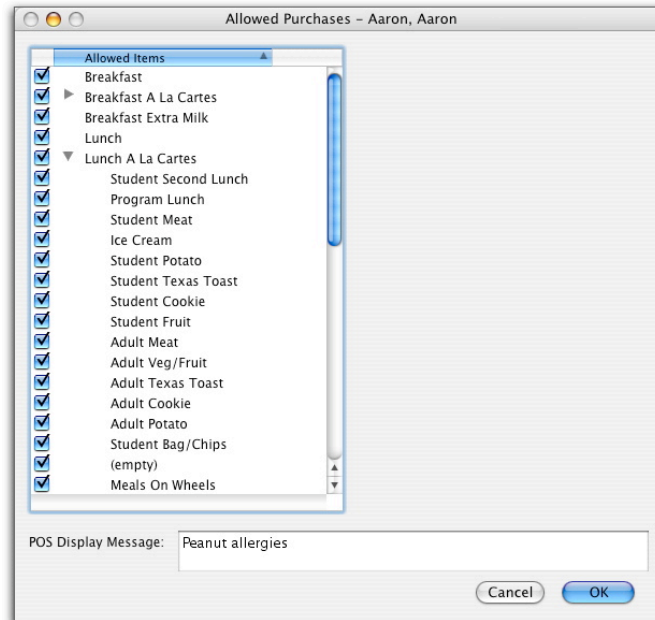 Allowed Purchases – Aaron, Aaron
Allowed Items
Breakfast
Breakfast A La Cartes
Breakfast Extra Milk
Lunch
Lunch A La Cartes
Student Second Lunch
Program Lunch
Student Meat
Ice Cream
Student Potato
Student Texas Toast
Student Cookie
Student Fruit
Adult Meat
Adult Veg/Fruit
Adult Texas Toast
Adult Cookie
Adult Potato
Student Bag/Chips
(empty)
Meals On Wheels
POS Display Message: Peanut allergies
Cancel OK